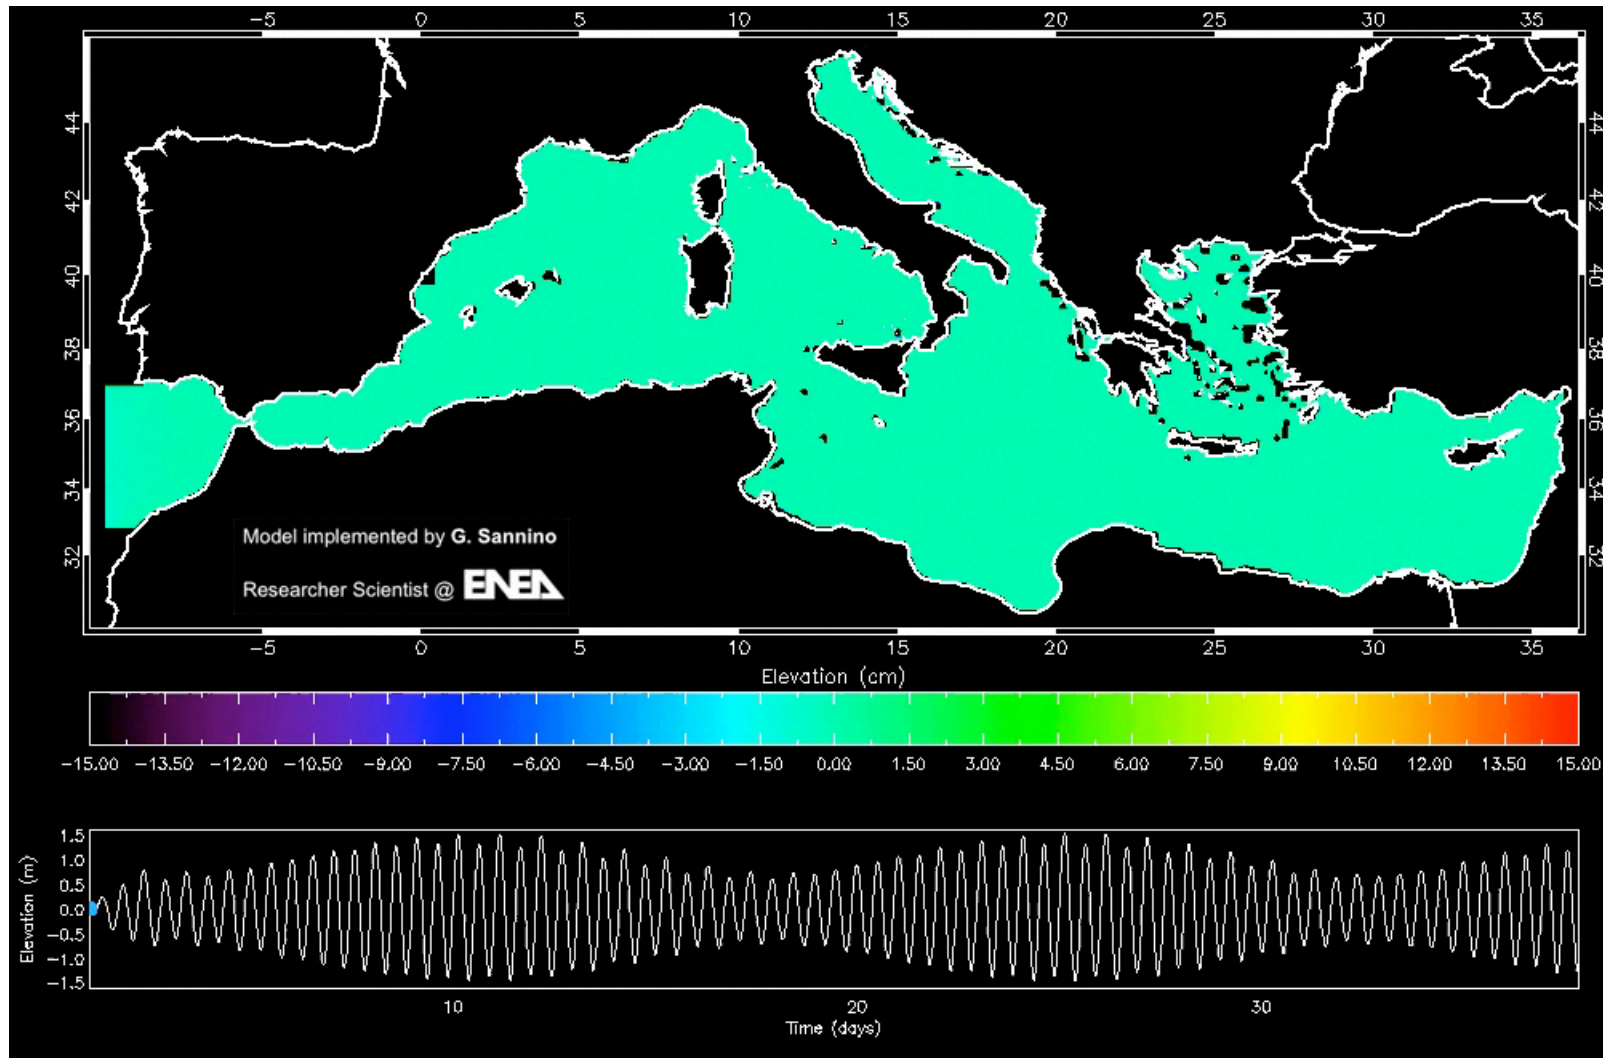 -5 0 5 10 15 20 25 30 35
44 44
42 42
40 40
38 38
36 36
34 34
32 32
Model implemented by G. Sannino
Researcher Scientist @ ENEA
-5 0 5 10 15 20 25 30 35
Elevation (cm)
-15.00 -13.50 -12.00 -10.50 -9.00 -7.50 -6.00 -4.50 -3.00 -1.50 0.00 1.50 3.00 4.50 6.00 7.50 9.00 10.50 12.00 13.50 15.00
Elevation (m)
1.5
1.0
0.5
0.0
-0.5
-1.0
-1.5
10 20 30
Time (days)